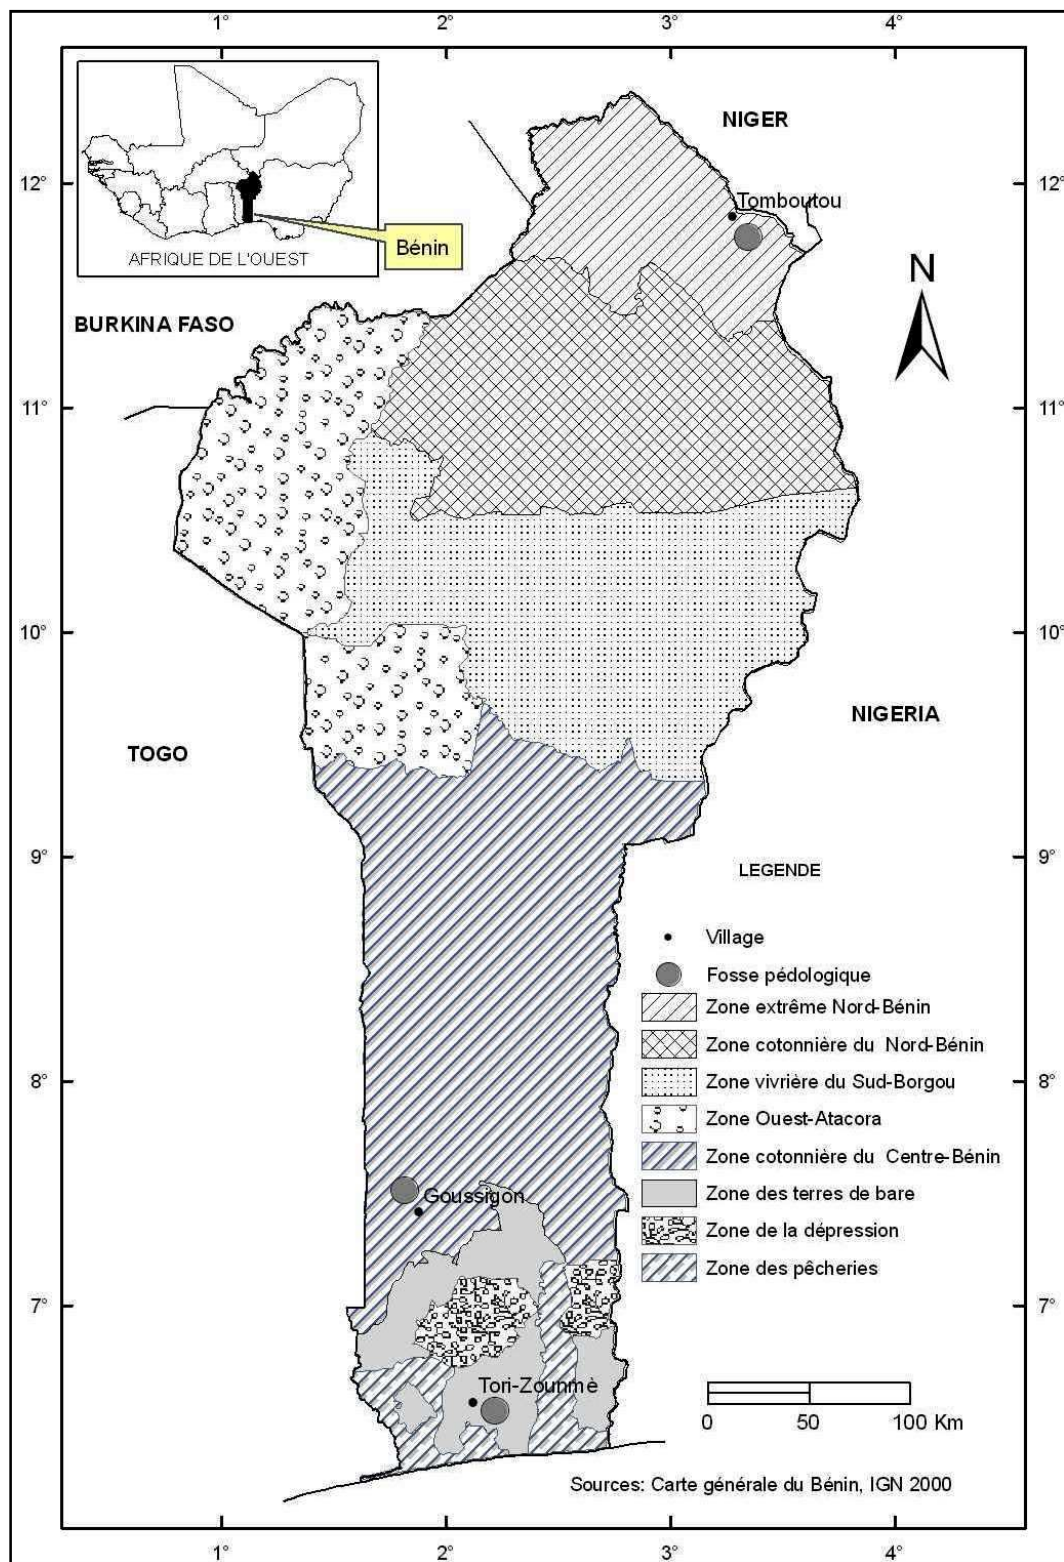 1°
2°
3°
4°
NIGER
12°
12°
Tomboutou
Bénin
AFRIQUE DE L'OUEST
N
BURKINA FASO
11°
11°
10°
10°
NIGERIA
TOGO
9°
9°
LEGENDE
Village
Fosse pédologique
Zone extrême Nord-Bénin
Zone cotonnière du Nord-Bénin
8°
8°
Zone vivrière du Sud-Borgou
Zone Ouest-Atacora
Zone cotonnière du Centre-Bénin
Zone des terres de bare
Goussigon
Zone de la dépression
Zone des pêcheries
7°
7°
Tori-Zounmè
0 50 100 Km
Sources: Carte générale du Bénin, IGN 2000
1°
2°
3°
4°